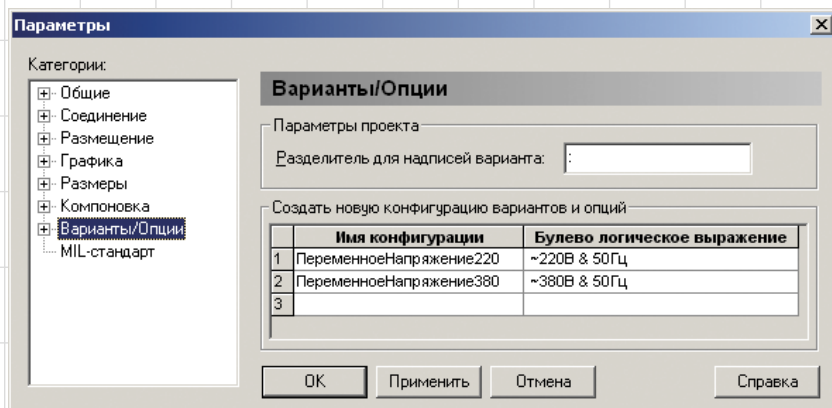 Параметры
Категории:
Общие
Соединение
Размещение
Графика
Размеры
Компоновка
Варианты/Опции
MIL-стандарт
Варианты/Опции
Параметры проекта
Разделитель для надписей варианта: :
Создать новую конфигурацию вариантов и опций
Имя конфигурации Булево логическое выражение
1 ПеременноеНапряжение220 ~220В & 50Гц
2 ПеременноеНапряжение380 ~380В & 50Гц
3
OK Применить Отмена Справка